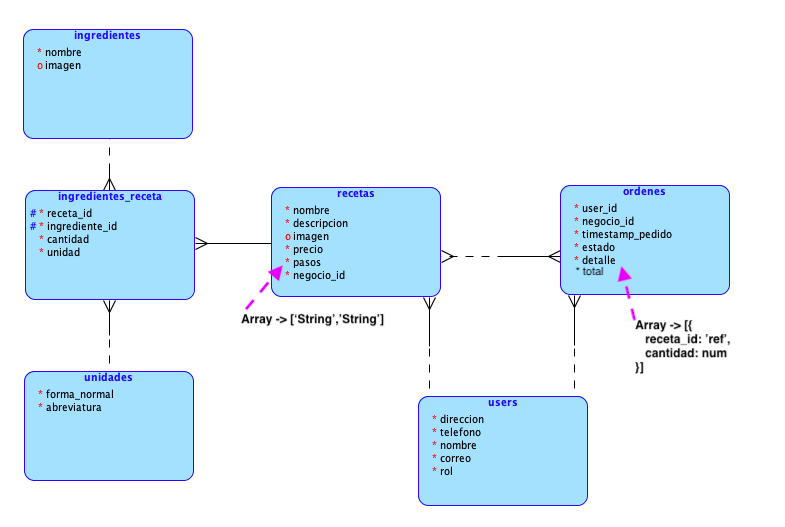 ingredientes
* nombre
o imagen
ingredientes_receta
# * receta_id
# * ingrediente_id
* cantidad
* unidad
unidades
* forma_normal
* abreviatura
recetas
* nombre
* descripcion
o imagen
* precio
* pasos
* negocio_id
Array -> ['String','String']
ordenes
* user_id
* negocio_id
* timestamp_pedido
* estado
* detalle
* total
Array -> [{
receta_id: 'ref',
cantidad: num
}]
users
* direccion
* telefono
* nombre
* correo
* rol